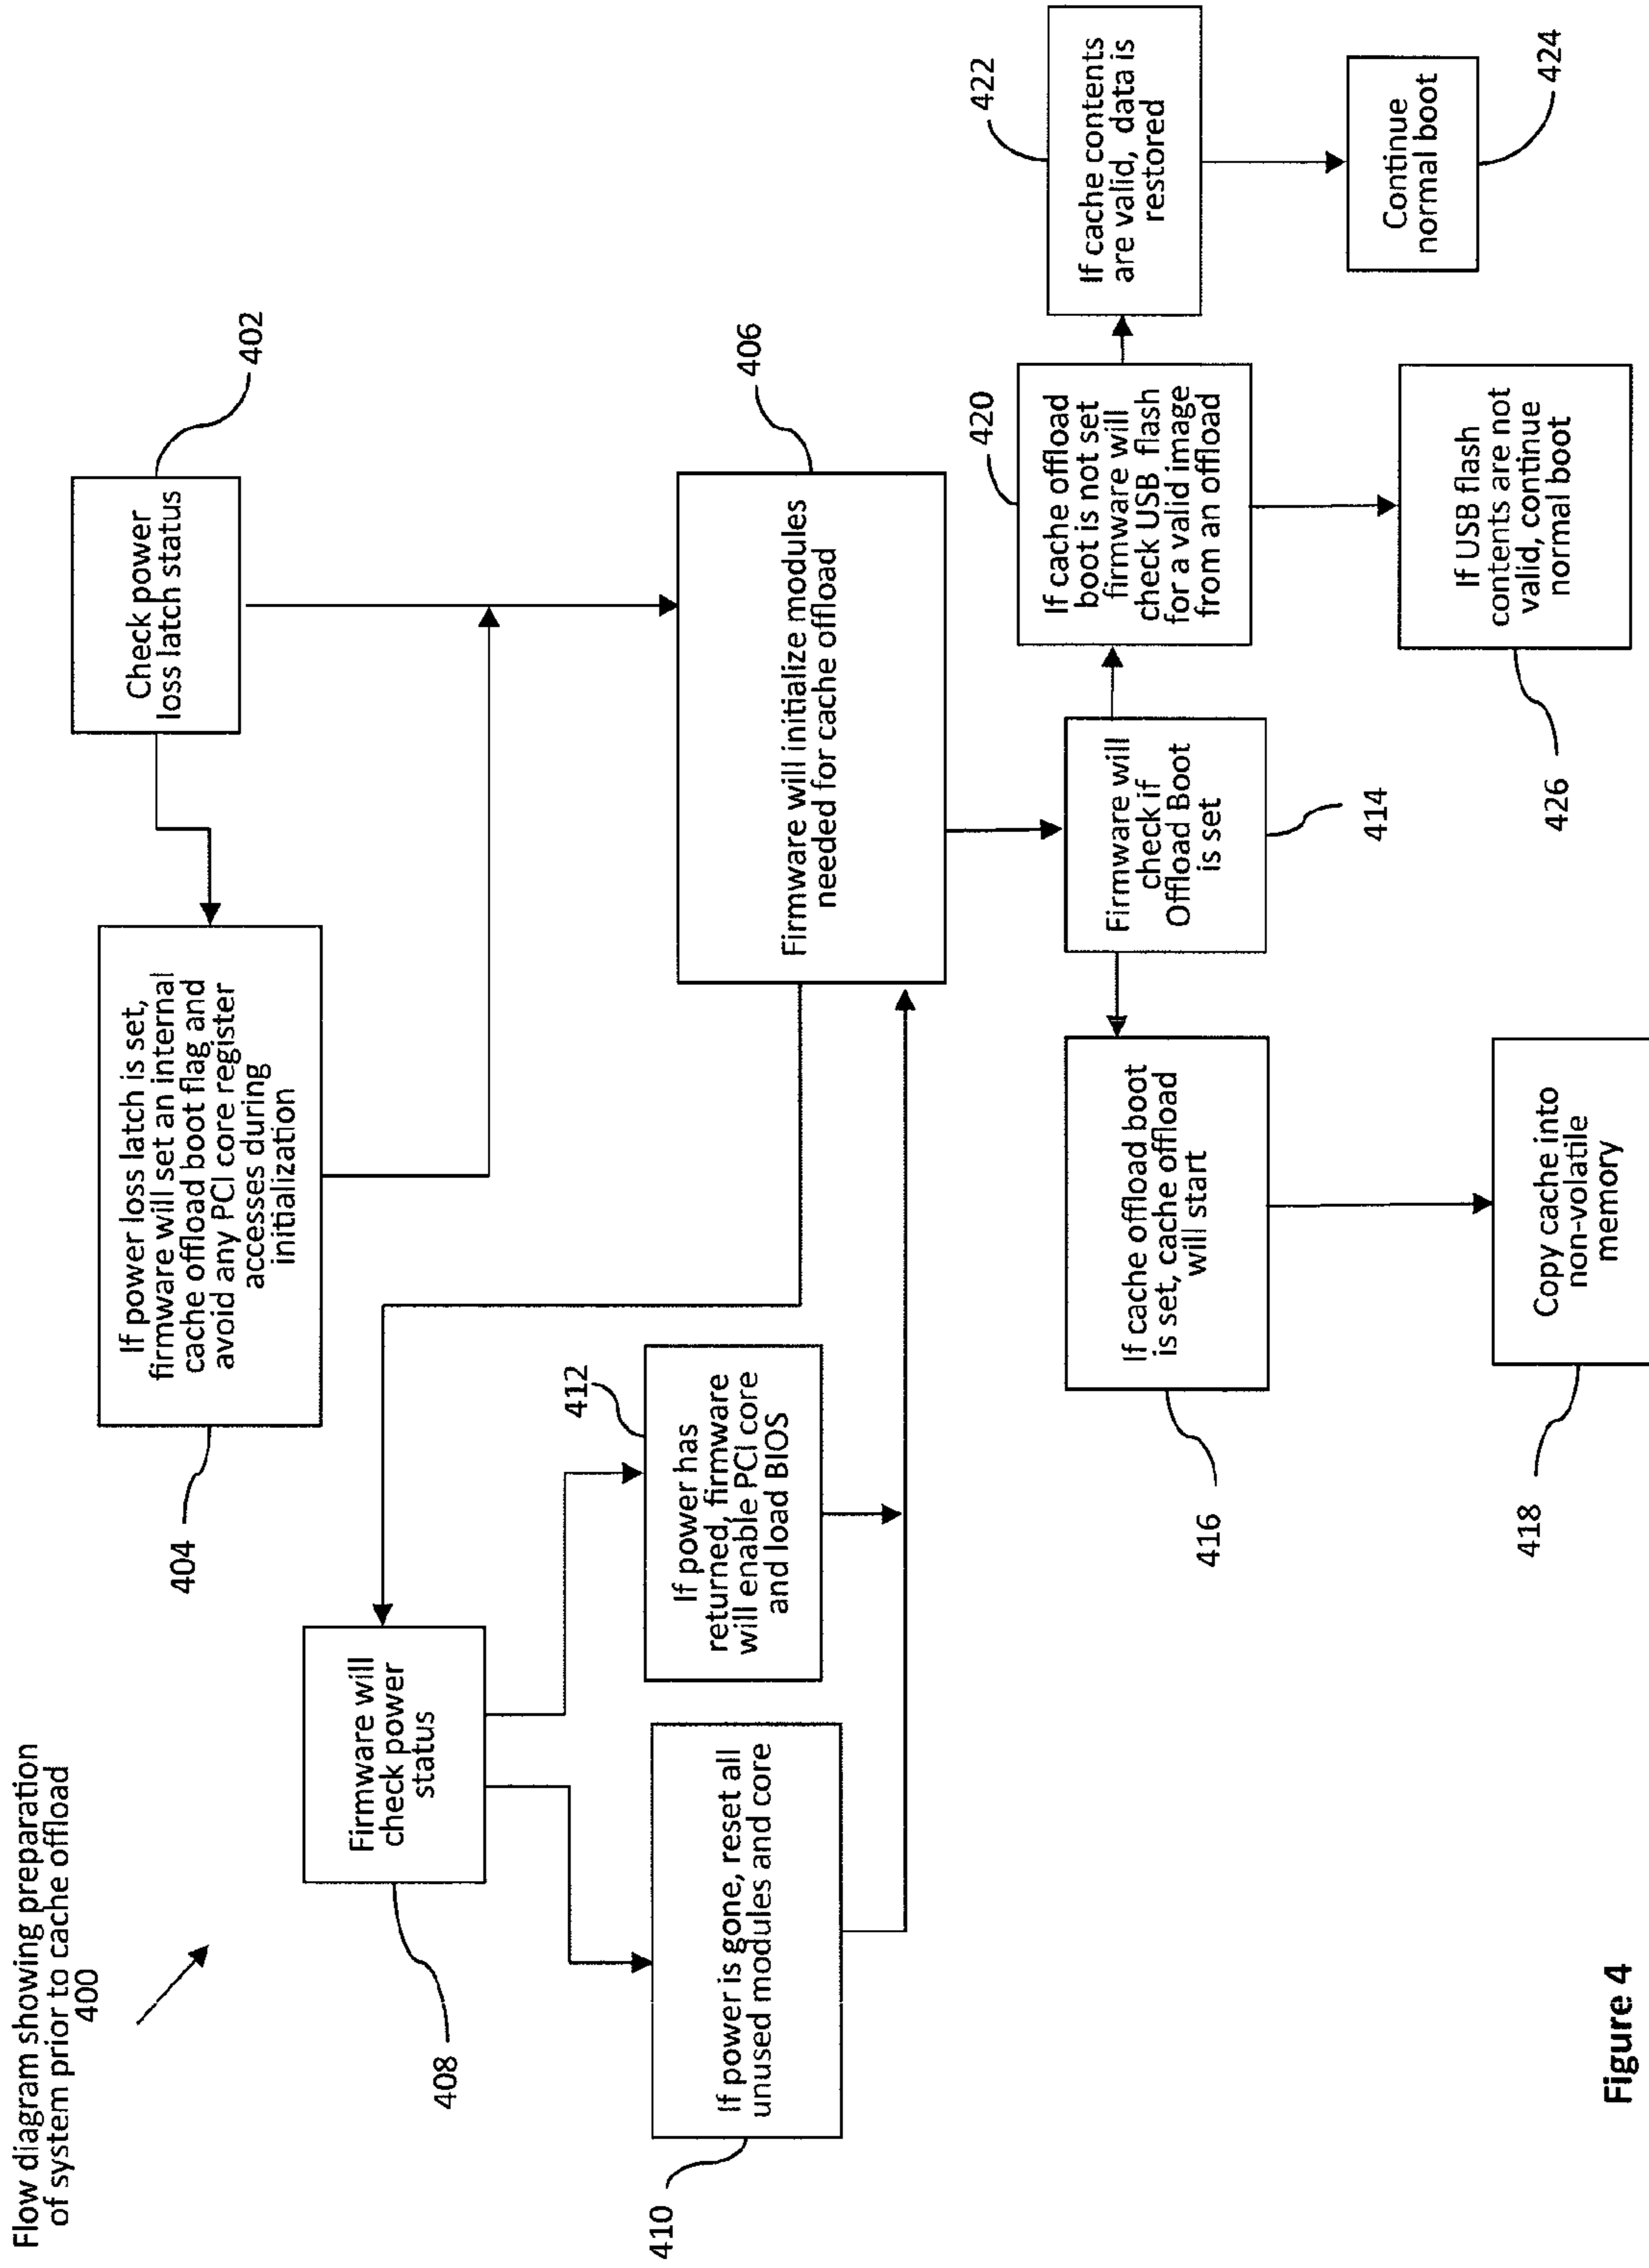 Flow diagram showing preparation
of system prior to cache offload
400
Check power
loss latch status
402
If power loss latch is set,
firmware will set an internal
cache offload boot flag and
avoid any PCI core register
accesses during
initialization
404
Firmware will initialize modules
needed for cache offload
406
Firmware will
check power
status
408
If power is gone, reset all
unused modules and core
410
If power has
returned, firmware
will enable PCI core
and load BIOS
412
Firmware will
check if
Offload Boot
is set
414
If cache offload boot
is set, cache offload
will start
416
Copy cache into
non-volatile
memory
418
If cache offload
boot is not set
firmware will
check USB flash
for a valid image
from an offload
420
If cache contents
are valid, data is
restored
422
Continue
normal boot
424
If USB flash
contents are not
valid, continue
normal boot
426
Figure 4